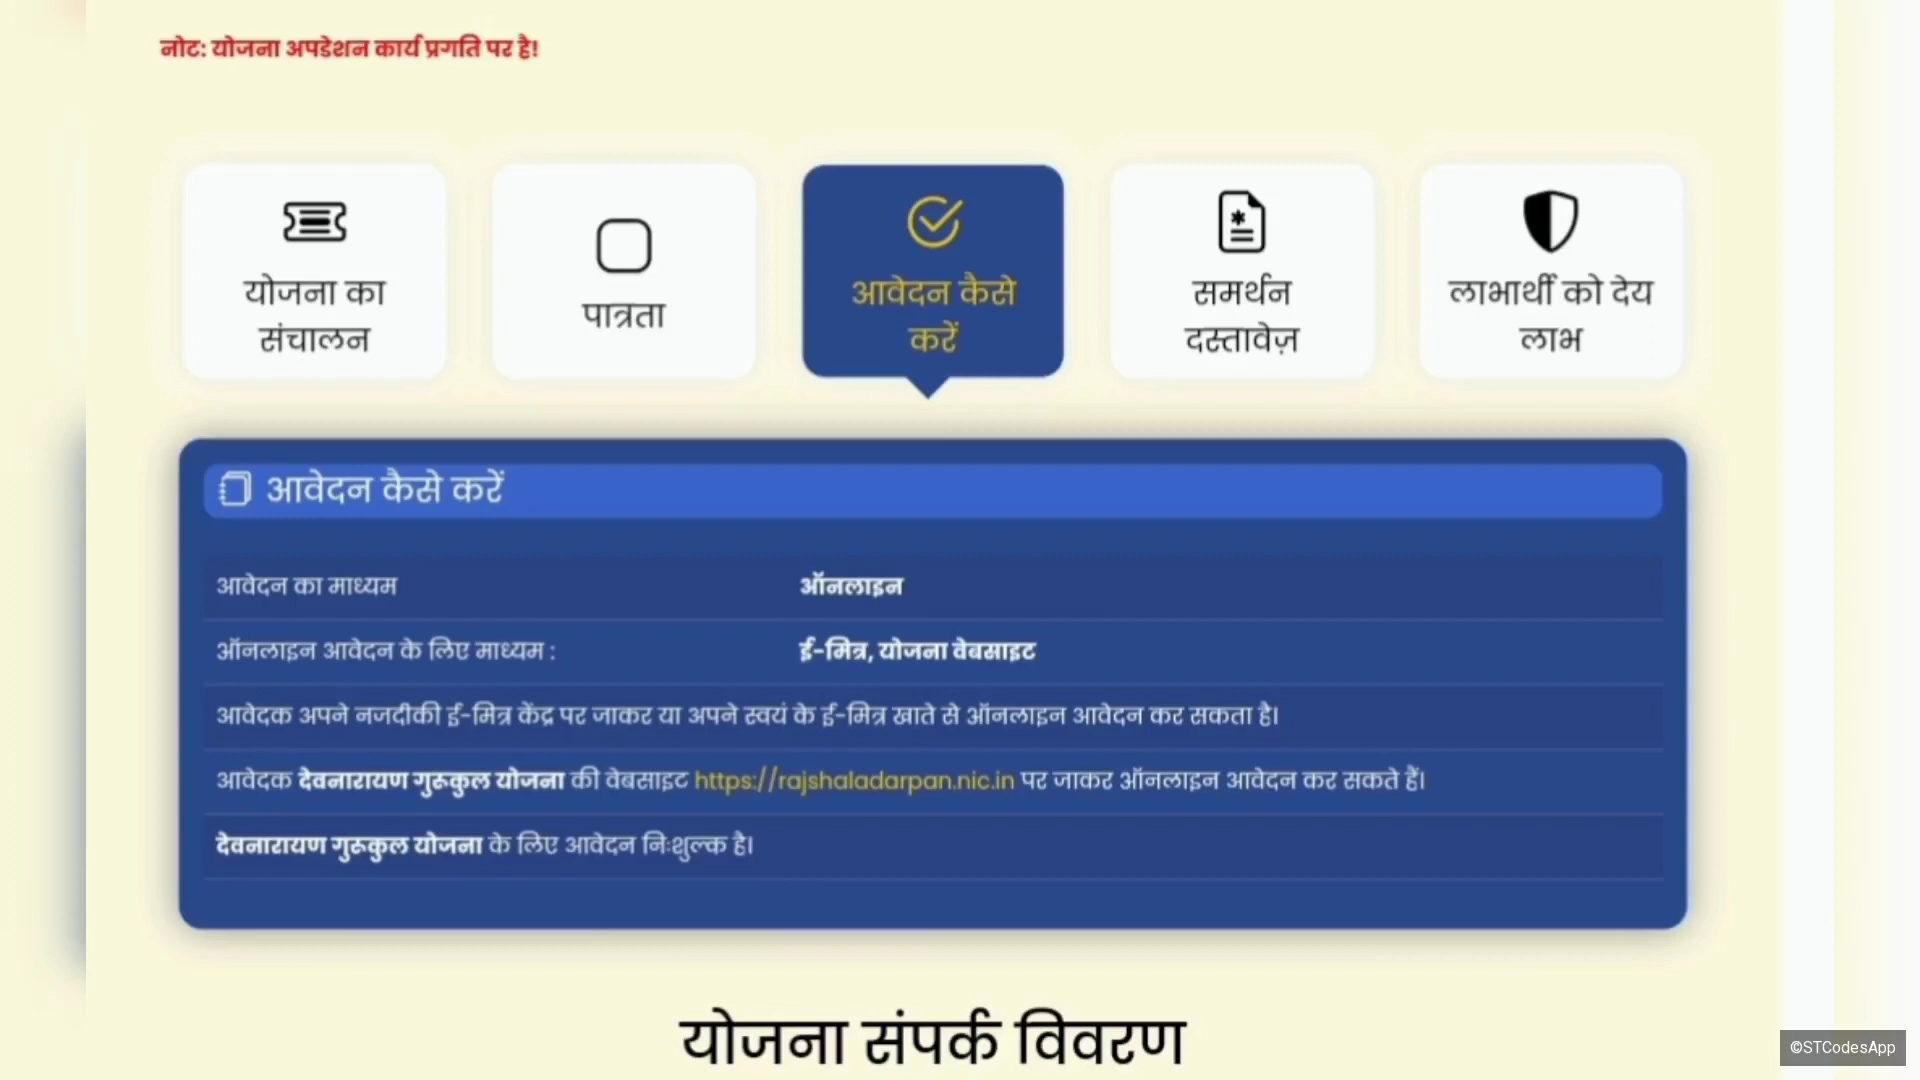 नोट: योजना अपडेशन कार्य प्रगति पर है!
योजना का
संचालन
पात्रता
आवेदन कैसे
करें
समर्थन
दस्तावेज़
लाभार्थी को देय
लाभ
आवेदन कैसे करें
आवेदन का माध्यम ऑनलाइन
ऑनलाइन आवेदन के लिए माध्यम : ई-मित्र, योजना वेबसाइट
आवेदक अपने नजदीकी ई-मित्र केंद्र पर जाकर या अपने स्वयं के ई-मित्र खाते से ऑनलाइन आवेदन कर सकता है।
आवेदक देवनारायण गुरूकुल योजना की वेबसाइट https://rajshaladarpan.nic.in पर जाकर ऑनलाइन आवेदन कर सकते हैं।
देवनारायण गुरूकुल योजना के लिए आवेदन निःशुल्क है।
योजना संपर्क विवरण
©STCodesApp